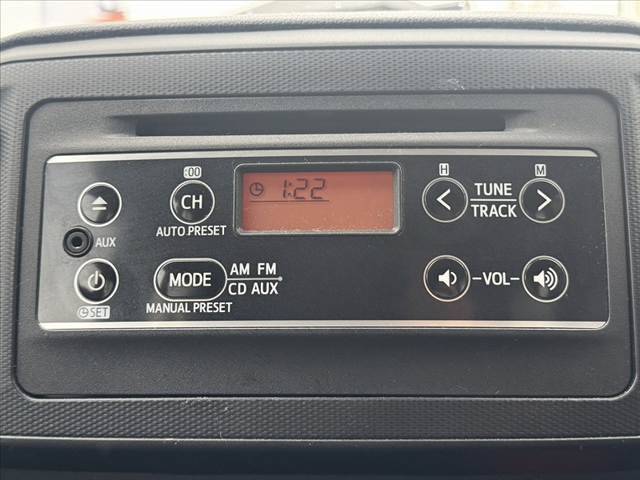 :00
CH
AUTO PRESET
1:22
H
M
TUNE
TRACK
AUX
MODE
AM FM
CD AUX
MANUAL PRESET
SET
-VOL-